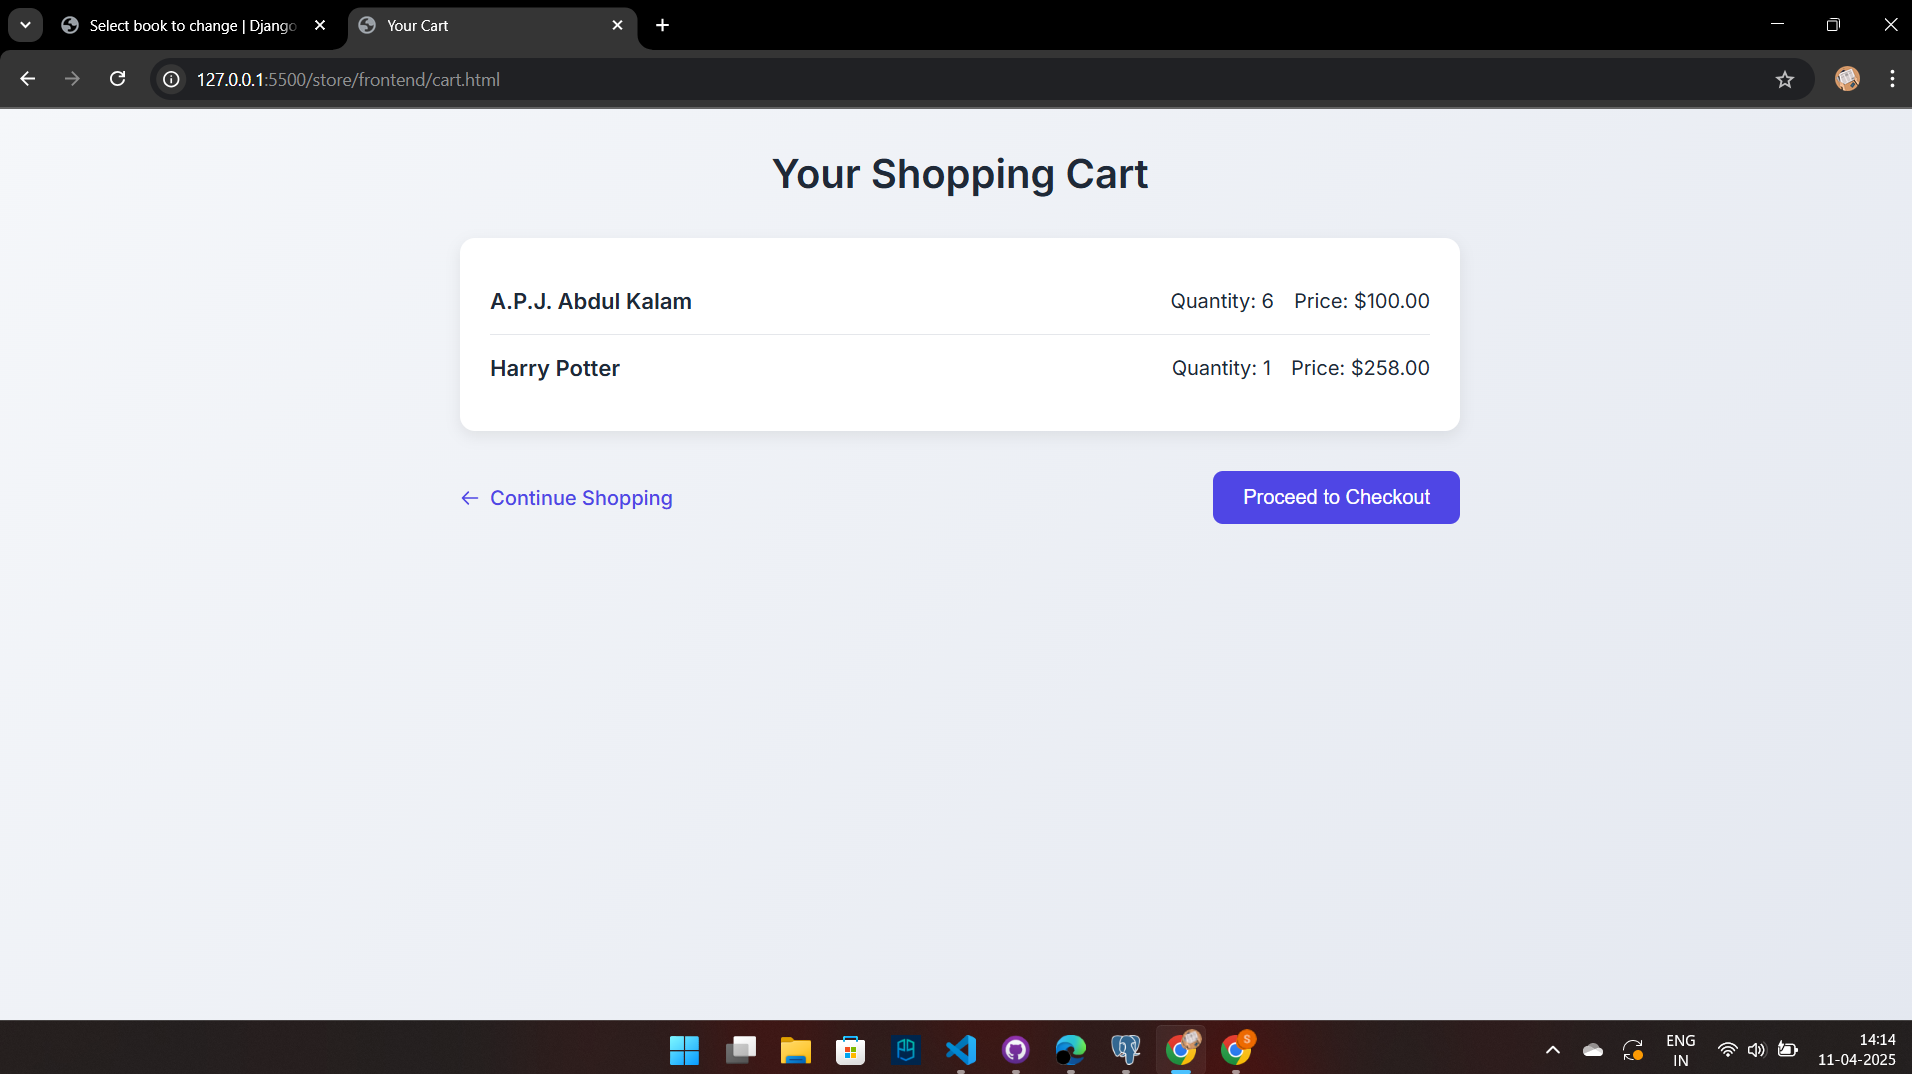 Select book to change | Django
Your Cart
127.0.0.1:5500/store/frontend/cart.html
Your Shopping Cart
A.P.J. Abdul Kalam Quantity: 6 Price: $100.00
Harry Potter Quantity: 1 Price: $258.00
← Continue Shopping Proceed to Checkout
S
ENG
IN
14:14
11-04-2025